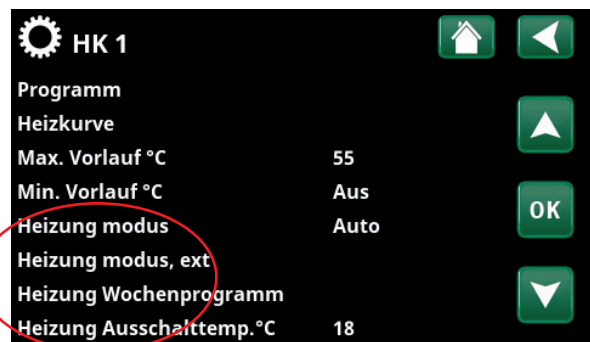 HK 1
Programm
Heizkurve
Max. Vorlauf °C 55
Min. Vorlauf °C Aus
Heizung modus Auto
OK
Heizung modus, ext
Heizung Wochenprogramm
Heizung Ausschalttemp.°C 18